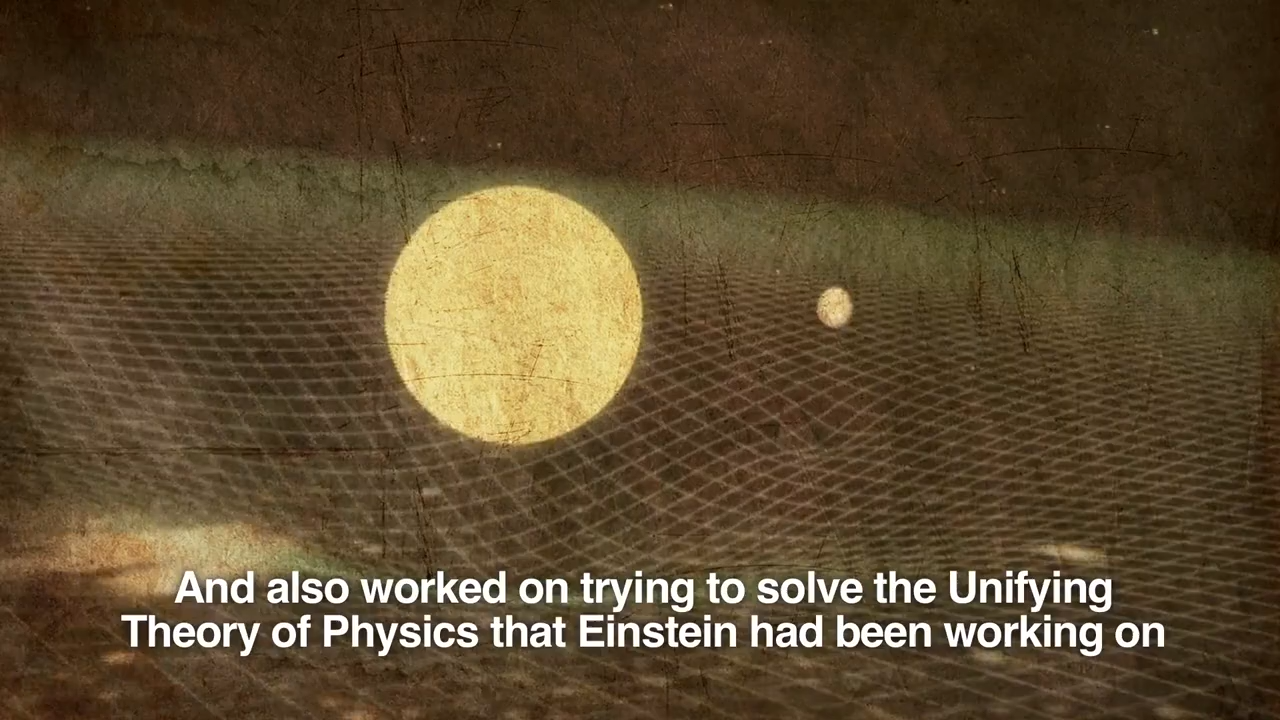 And also worked on trying to solve the Unifying
Theory of Physics that Einstein had been working on